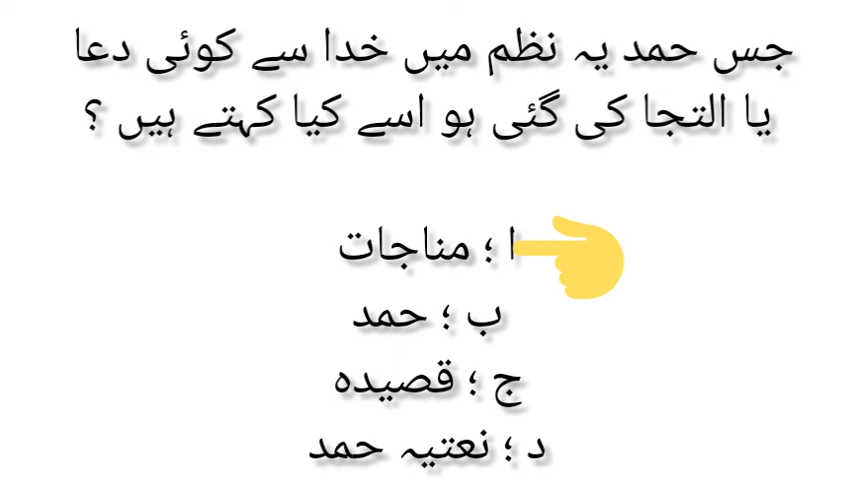 جس حمد یہ نظم میں خدا سے کوئی دعا
یا التجا کی گئی ہو اسے کیا کہتے ہیں ؟
ا ؛ مناجات
ب ؛ حمد
ج ؛ قصیدہ
د ؛ نعتیہ حمد